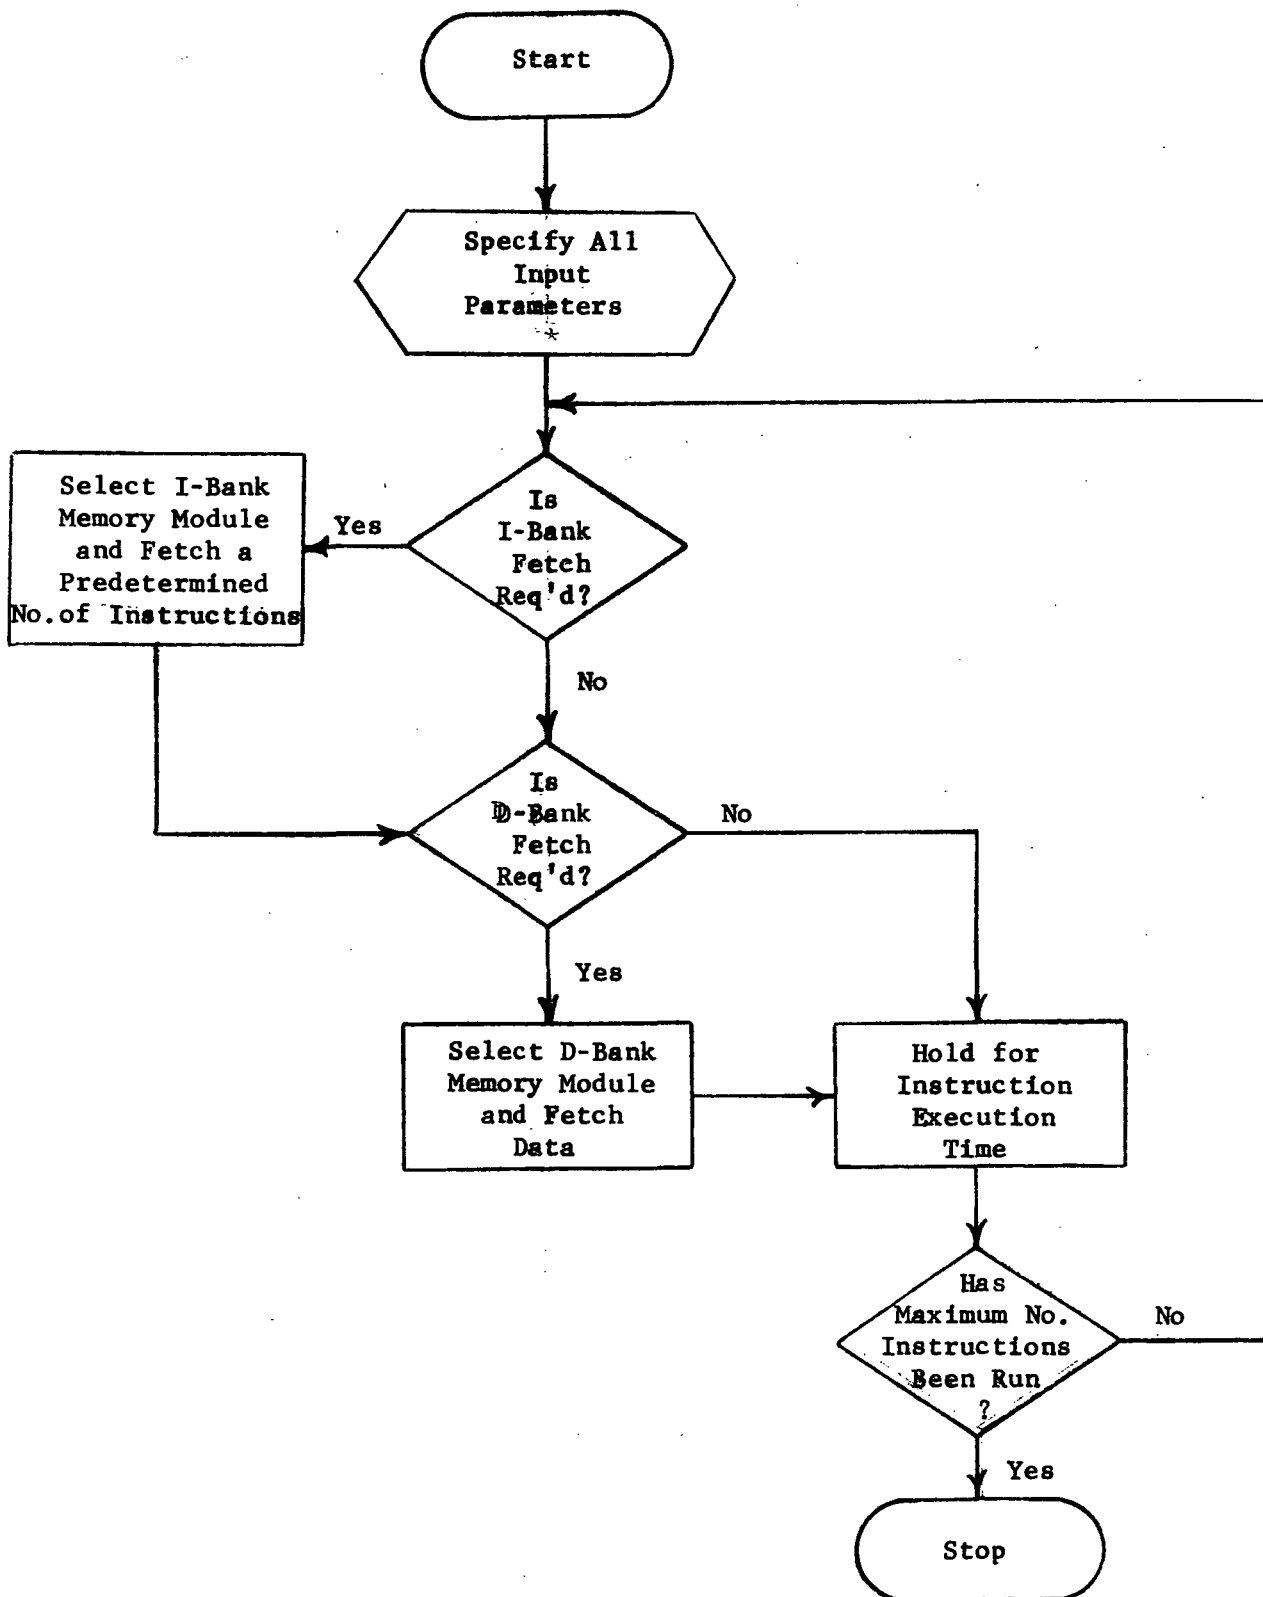 Start
Specify All
Input
Parameters
*
Is
I-Bank
Fetch
Req'd?
Yes
Select I-Bank
Memory Module
and Fetch a
Predetermined
No.of Instructions
No
Is
D-Bank
Fetch
Req'd?
No
Yes
Select D-Bank
Memory Module
and Fetch
Data
Hold for
Instruction
Execution
Time
Has
Maximum No.
Instructions
Been Run
?
No
Yes
Stop